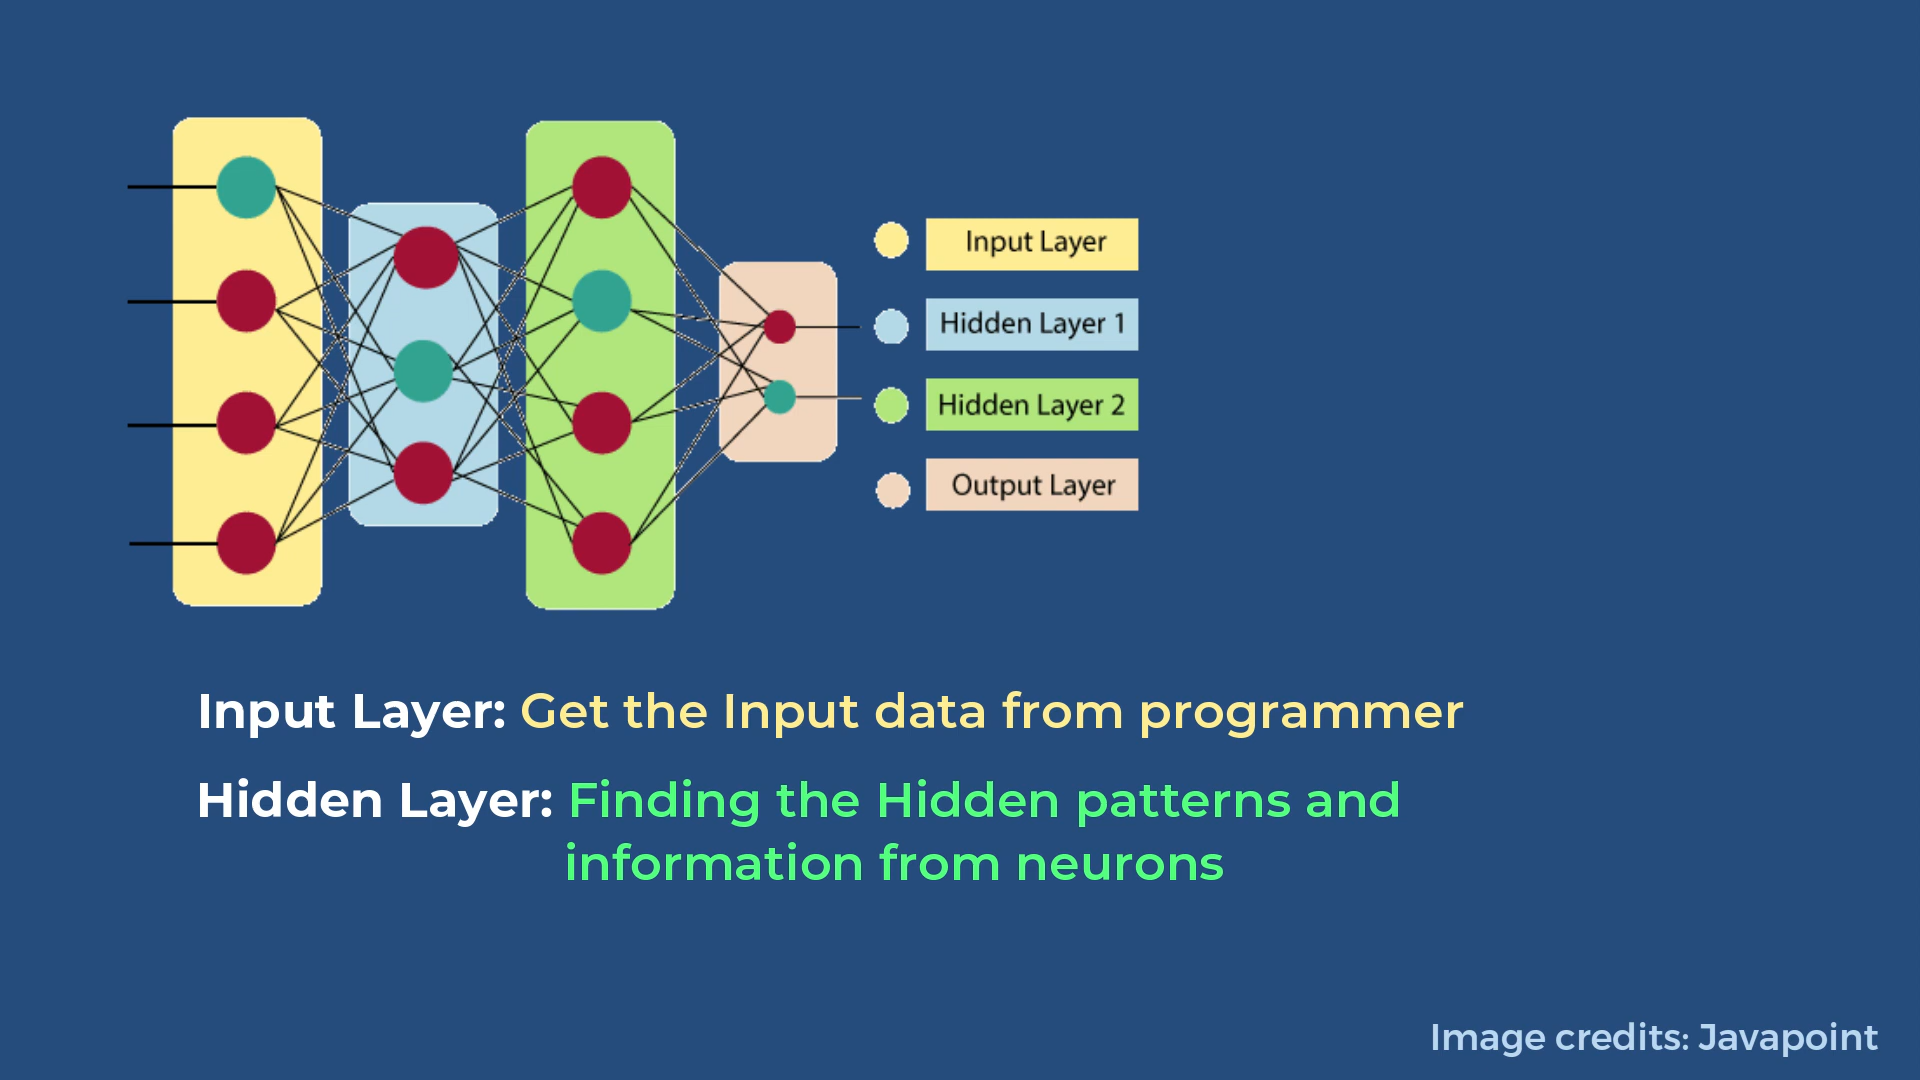 Input Layer
Hidden Layer 1
Hidden Layer 2
Output Layer
Input Layer: Get the Input data from programmer
Hidden Layer: Finding the Hidden patterns and
information from neurons
Image credits: Javapoint